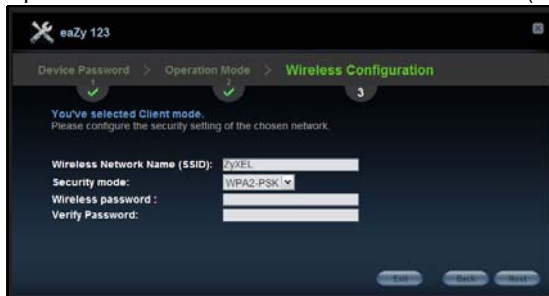 eaZy 123
Device Password > Operation Mode > Wireless Configuration
1 2 3
You've selected Client mode.
Please configure the security setting of the chosen network.
Wireless Network Name (SSID): ZyXEL
Security mode: WPA2-PSK
Wireless password :
Verify Password:
Exit Back Next